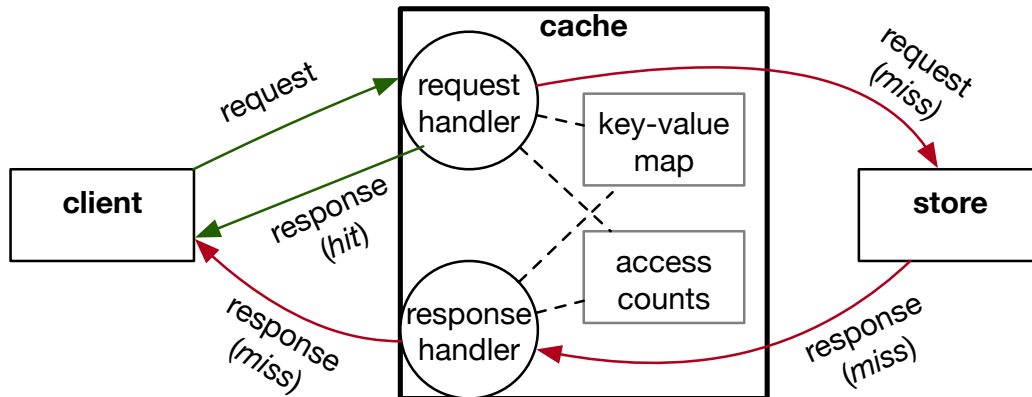 cache
request
request
handler
request
(miss)
key-value
map
client
response
(hit)
store
access
counts
response
handler
response
(miss)
response
(miss)